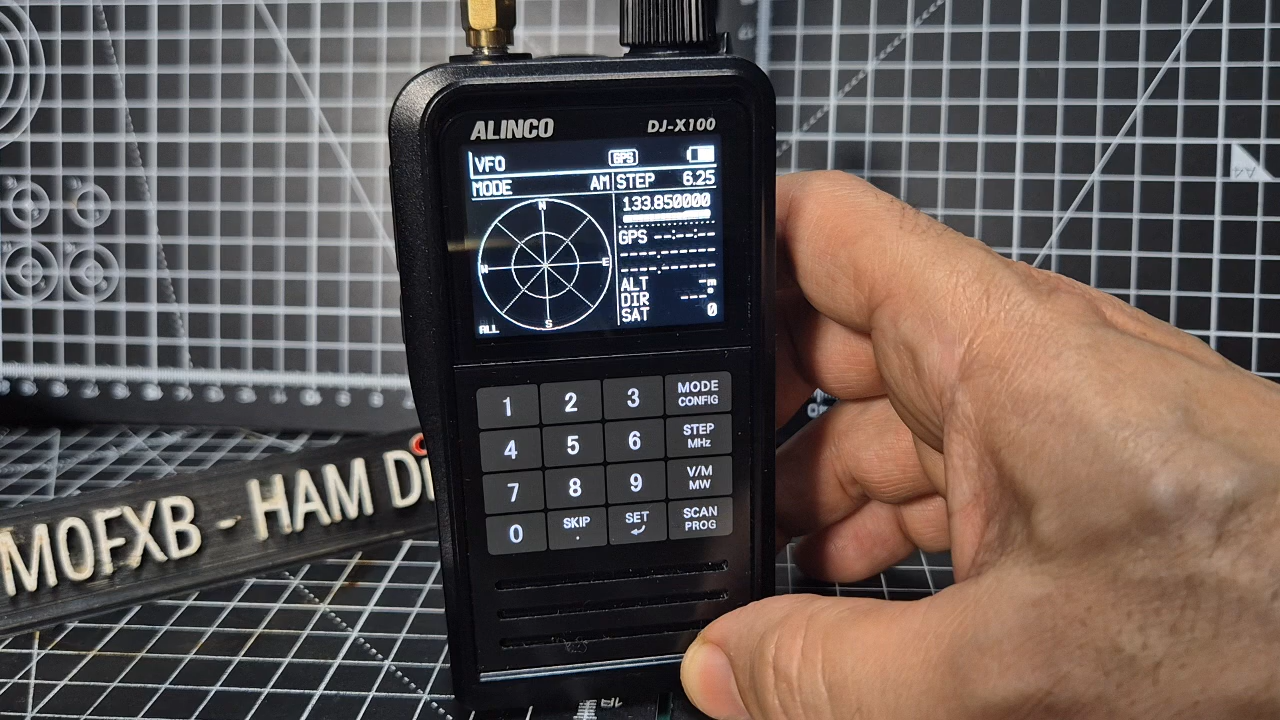 ALINCO DJ-X100
VFO GPS
MODE AM STEP 6.25
133.850000
N
GPS --:--:--
W E
ALT -m
DIR ---°
SAT 0
S
ALL
1 2 3 MODE CONFIG
4 5 6 STEP MHz
7 8 9 V/M MW
0 SKIP . SET SCAN PROG
M0FXB - HAM Di
A4